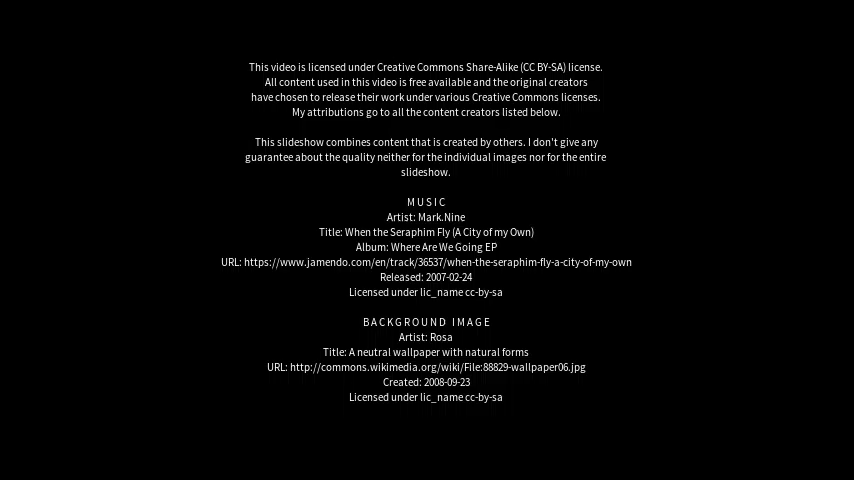 This video is licensed under Creative Commons Share-Alike (CC BY-SA) license.
All content used in this video is free available and the original creators
have chosen to release their work under various Creative Commons licenses.
My attributions go to all the content creators listed below.
This slideshow combines content that is created by others. I don't give any
guarantee about the quality neither for the individual images nor for the entire
slideshow.
MUSIC
Artist: Mark.Nine
Title: When the Seraphim Fly (A City of my Own)
Album: Where Are We Going EP
URL: https://www.jamendo.com/en/track/36537/when-the-seraphim-fly-a-city-of-my-own
Released: 2007-02-24
Licensed under lic_name cc-by-sa
BACKGROUND IMAGE
Artist: Rosa
Title: A neutral wallpaper with natural forms
URL: http://commons.wikimedia.org/wiki/File:88829-wallpaper06.jpg
Created: 2008-09-23
Licensed under lic_name cc-by-sa